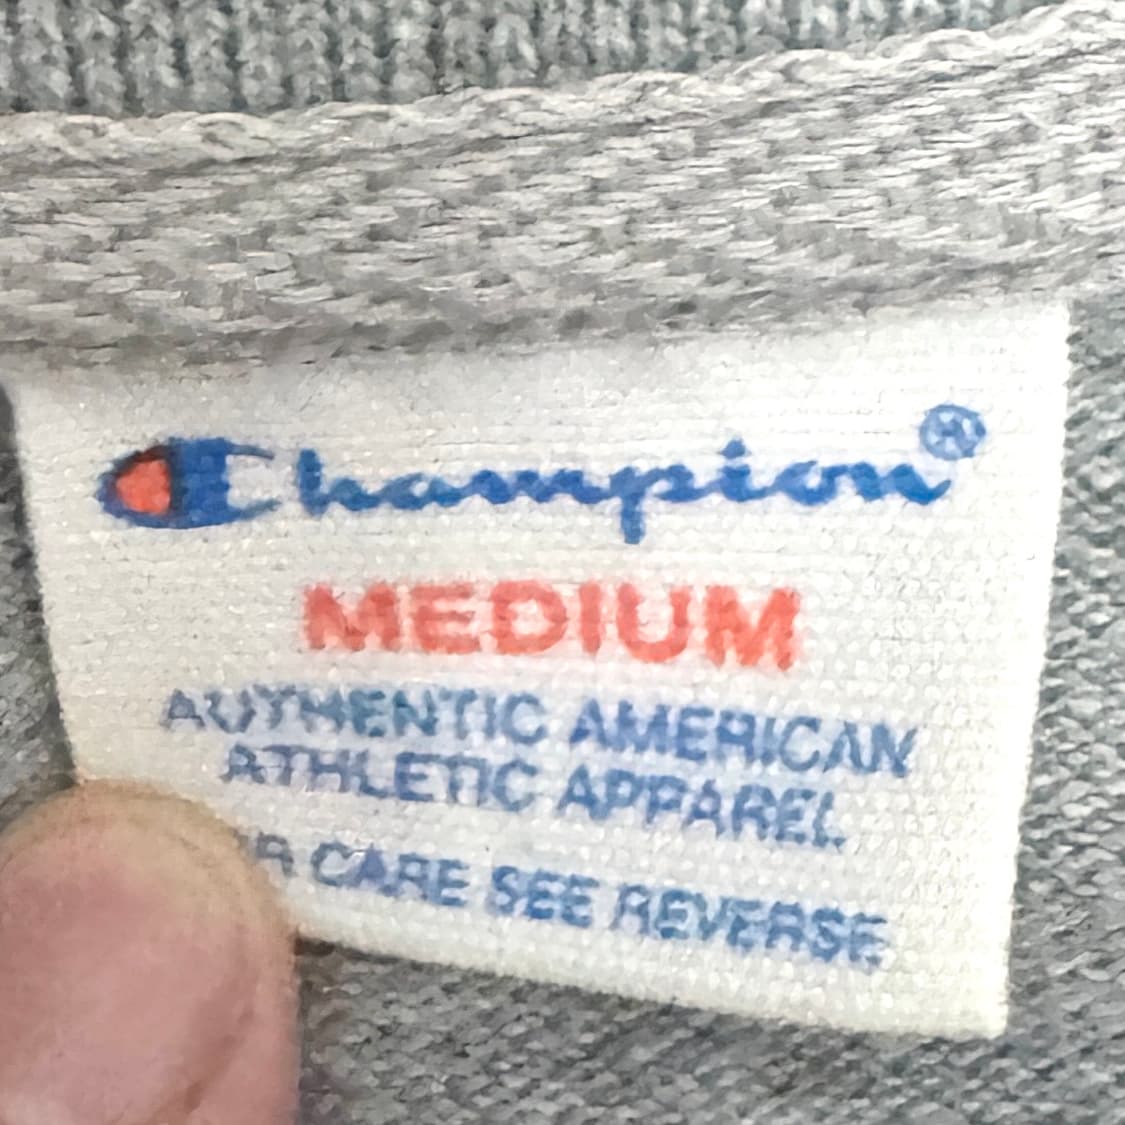 Champion®
MEDIUM
AUTHENTIC AMERICAN
ATHLETIC APPAREL
R CARE SEE REVERSE